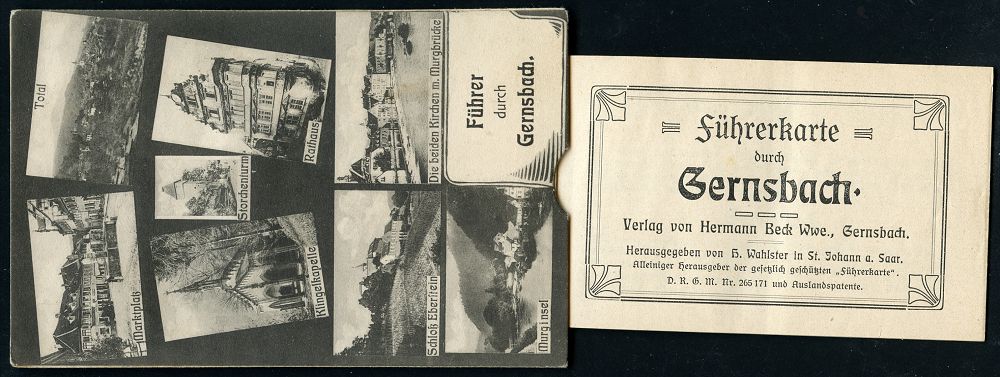 Total
Rathaus
Die beiden Kirchen m. Murgbrücke
Führer
durch
Gernsbach.
Storchenturm
Marktplatz
Klingelkapelle
Schloß Eberstein
Murginsel
Führerkarte
durch
Gernsbach.
Verlag von Hermann Beck Wwe., Gernsbach.
Herausgegeben von H. Wahlster in St. Johann a. Saar.
Alleiniger Herausgeber der gesetzlich geschützten „Führerkarte“.
D. R. G. M. Nr. 265 171 und Auslandspatente.